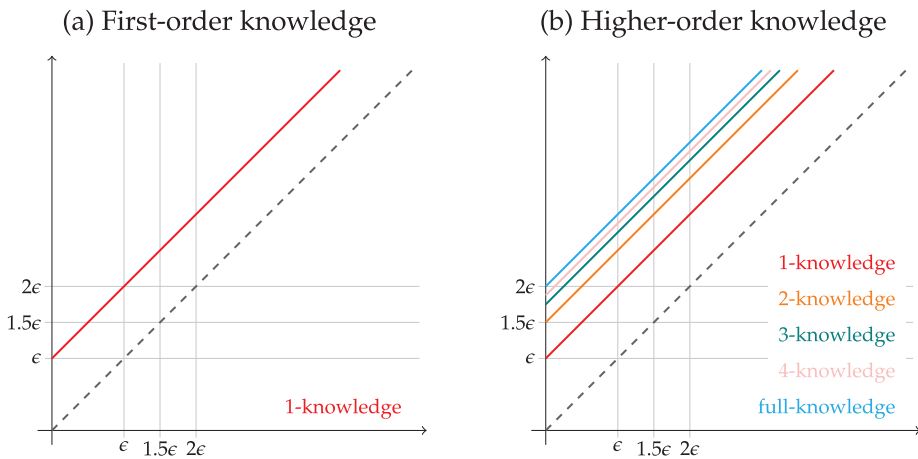 (a) First-order knowledge
2ϵ
1.5ϵ
ϵ
1-knowledge
ϵ 1.5ϵ 2ϵ
(b) Higher-order knowledge
2ϵ
1.5ϵ
ϵ
1-knowledge
2-knowledge
3-knowledge
4-knowledge
full-knowledge
ϵ 1.5ϵ 2ϵ